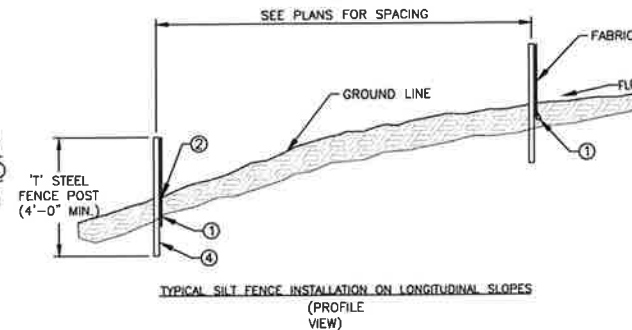 SEE PLANS FOR SPACING
FABRIC
GROUND LINE
②
①
'T' STEEL
FENCE POST
(4'-0" MIN.)
①
④
TYPICAL SILT FENCE INSTALLATION ON LONGITUDINAL SLOPES
(PROFILE
VIEW)